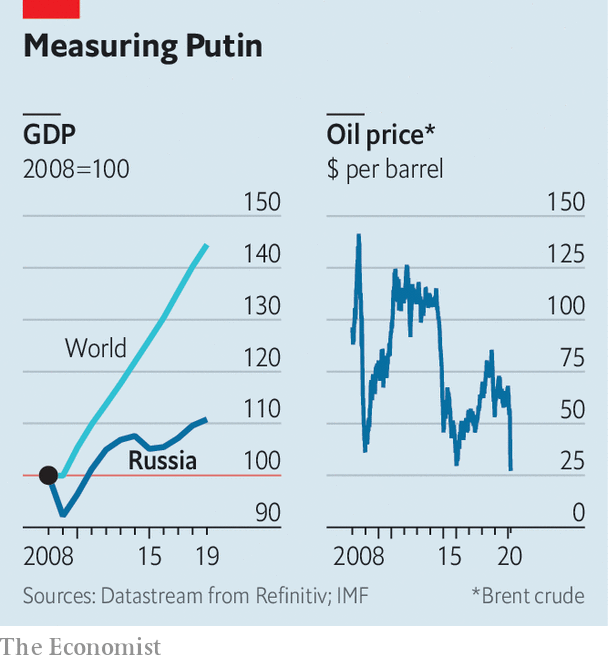 Measuring Putin
GDP
2008=100
150
140
130
120
110
100
90
World
Russia
2008
15
19
Oil price*
$ per barrel
150
125
100
75
50
25
0
2008
15
20
Sources: Datastream from Refinitiv; IMF
*Brent crude
The Economist